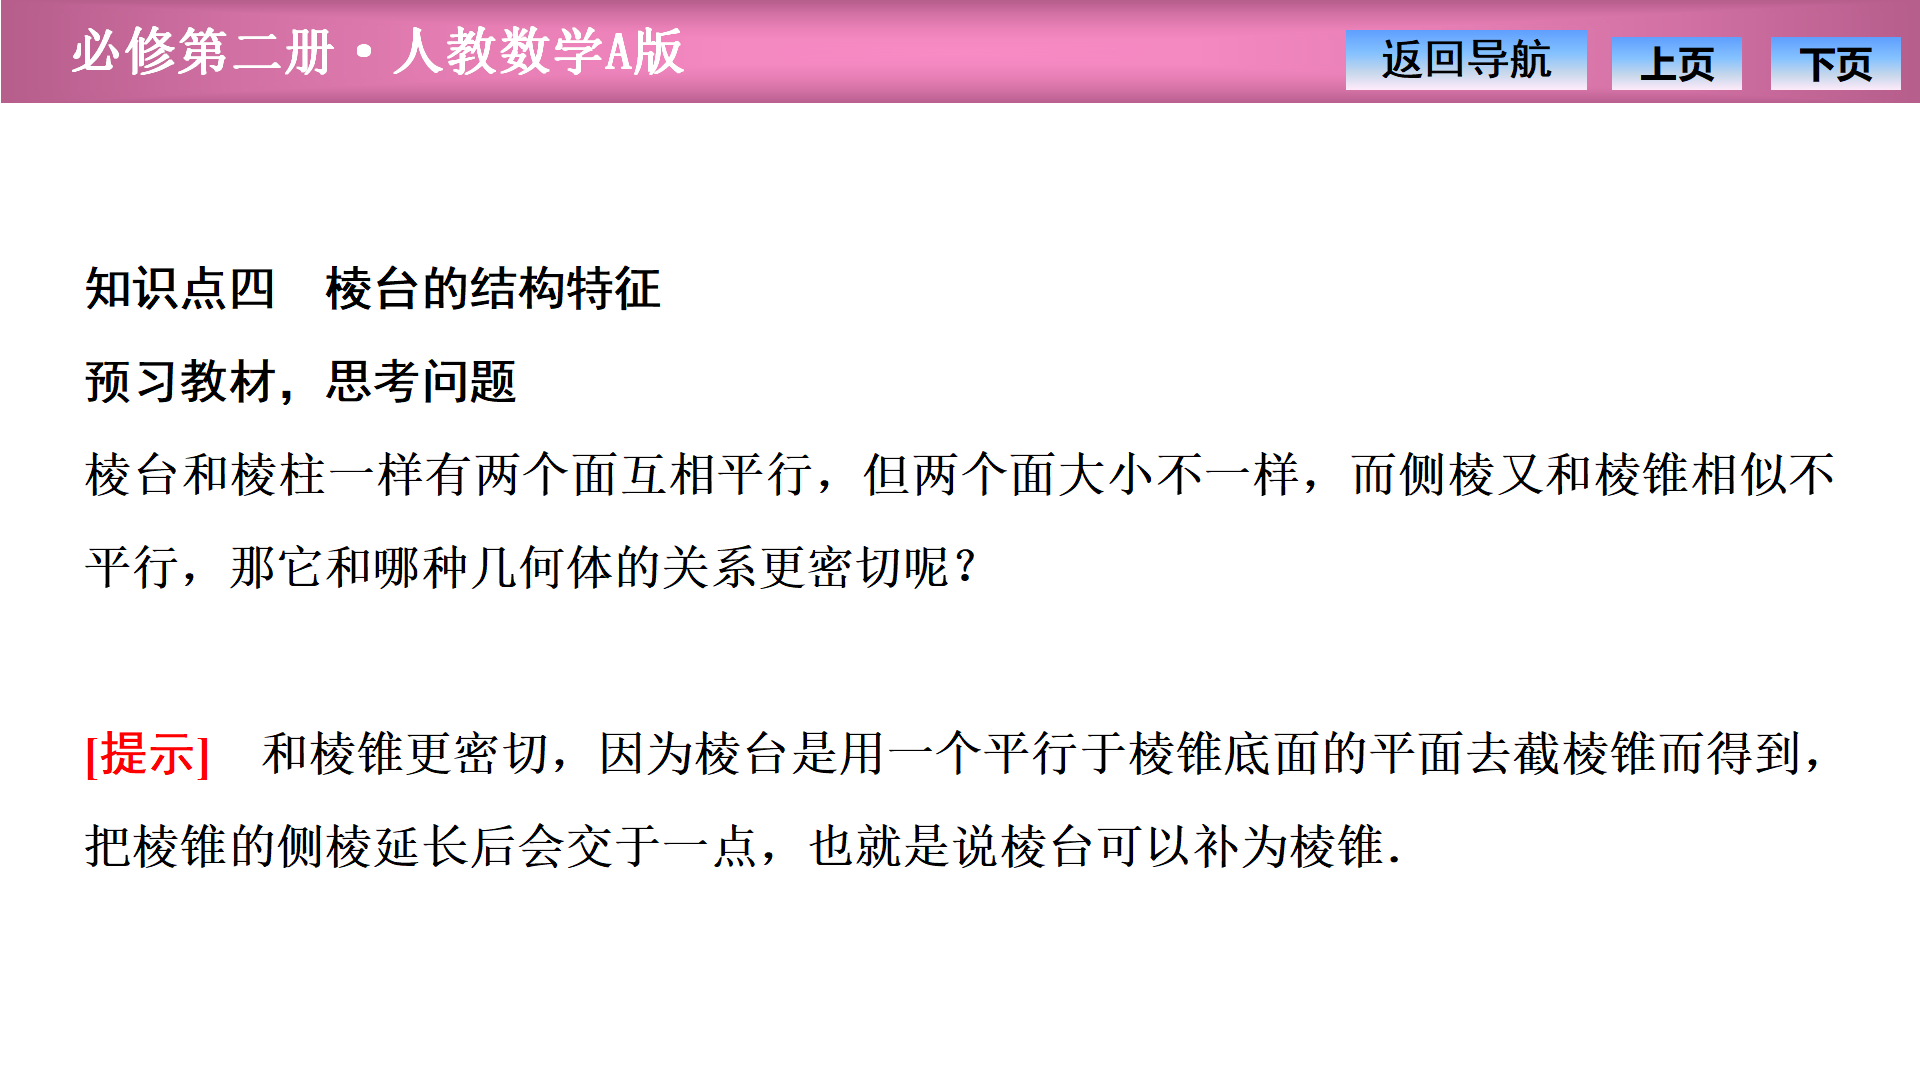 必修第二册·人教数学A版
返回导航 上页 下页
知识点四　棱台的结构特征
预习教材，思考问题
棱台和棱柱一样有两个面互相平行，但两个面大小不一样，而侧棱又和棱锥相似不
平行，那它和哪种几何体的关系更密切呢？
[提示]　和棱锥更密切，因为棱台是用一个平行于棱锥底面的平面去截棱锥而得到，
把棱锥的侧棱延长后会交于一点，也就是说棱台可以补为棱锥．